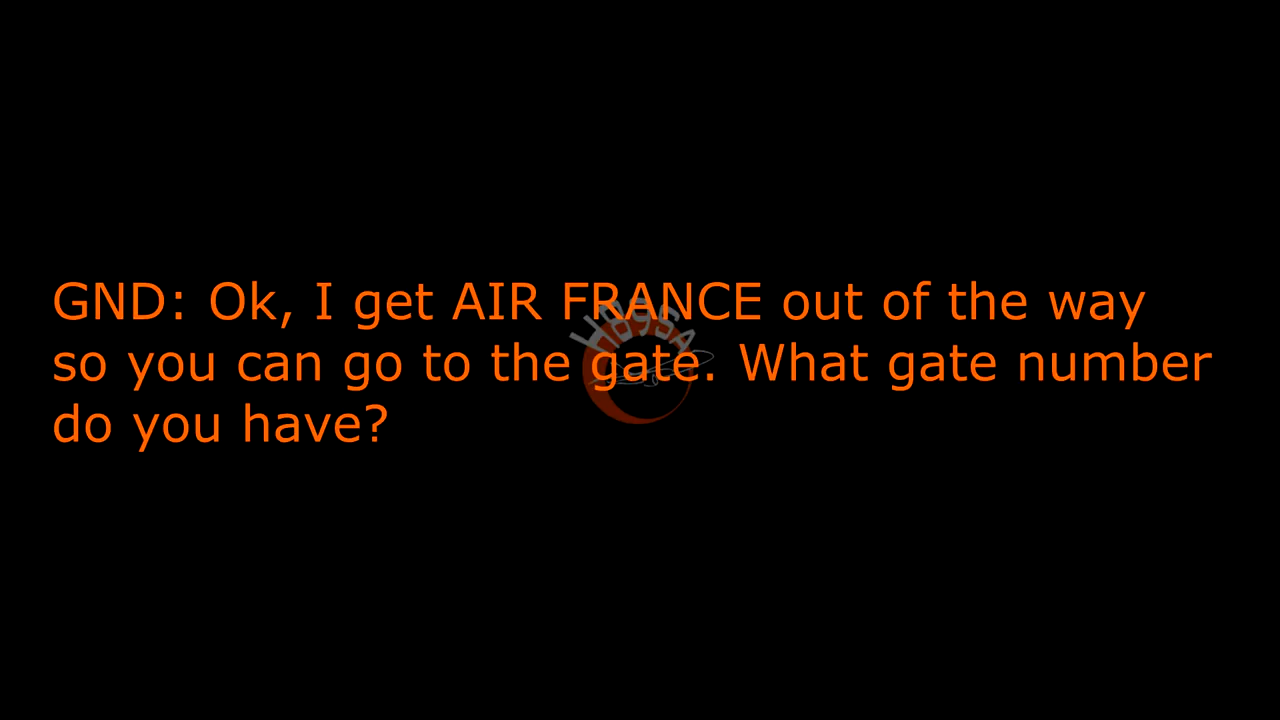 GND: Ok, I get AIR FRANCE out of the way
so you can go to the gate. What gate number
do you have?